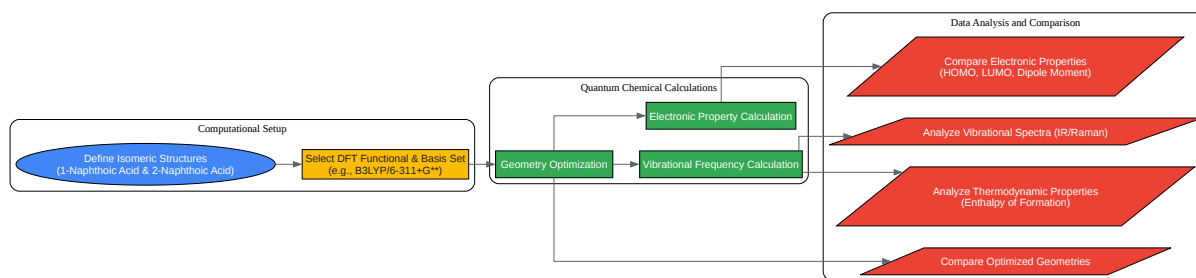 Computational Setup
Define Isomeric Structures
(1-Naphthoic Acid & 2-Naphthoic Acid)
Select DFT Functional & Basis Set
(e.g., B3LYP/6-311+G**)
Quantum Chemical Calculations
Geometry Optimization
Electronic Property Calculation
Vibrational Frequency Calculation
Data Analysis and Comparison
Compare Electronic Properties
(HOMO, LUMO, Dipole Moment)
Analyze Vibrational Spectra (IR/Raman)
Analyze Thermodynamic Properties
(Enthalpy of Formation)
Compare Optimized Geometries